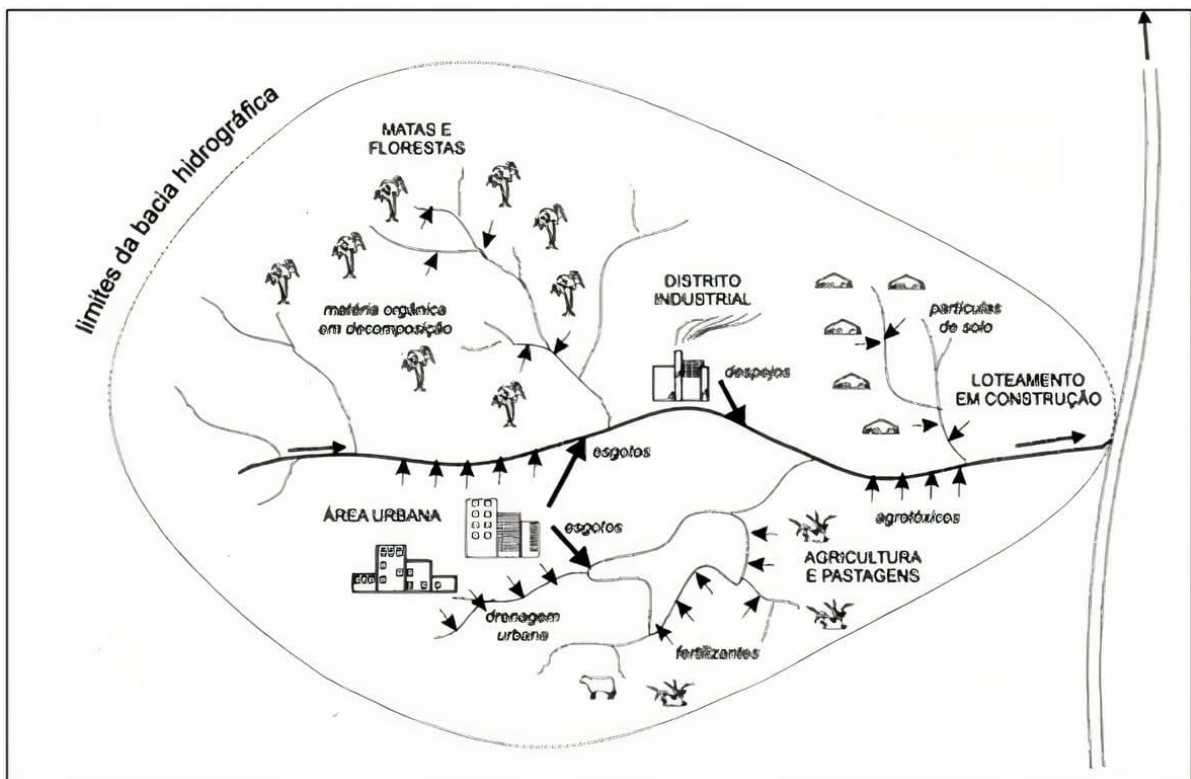 limites da bacia hidrográfica
MATAS E
FLORESTAS
matéria orgânica
em decomposição
DISTRITO
INDUSTRIAL
despejos
partículas
de solo
LOTEAMENTO
EM CONSTRUÇÃO
esgotos
ÁREA URBANA
esgotos
agrotóxicos
AGRICULTURA
E PASTAGENS
drenagem
urbana
fertilizantes